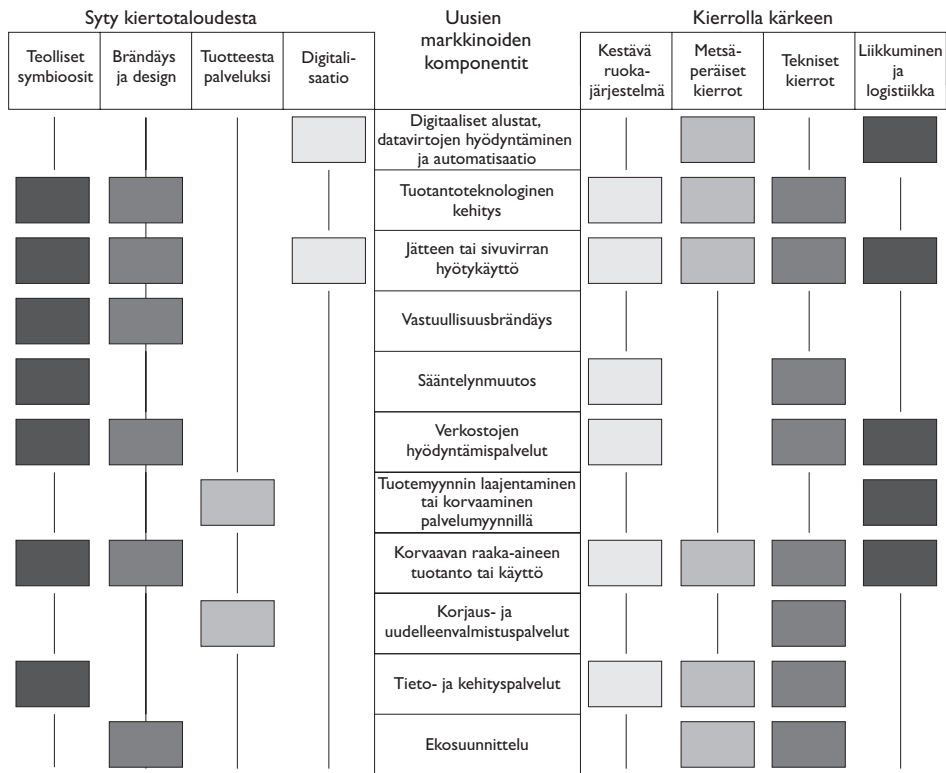 Syty kiertotaloudesta
Uusien
markkinoiden
komponentit
Kierrolla kärkeen
Teolliset
symbioosit
Brändäys
ja design
Tuotteesta
palveluksi
Digitali-
saatio
Kestävä
ruoka-
järjestelmä
Metsä-
peräiset
kierrot
Tekniset
kierrot
Liikkuminen
ja
logistiikka
Digitaaliset alustat,
datavirtojen hyödyntäminen
ja automatisaatio
Tuotantoteknologinen
kehitys
Jätteen tai sivuvirran
hyötykäyttö
Vastuullisuusbrändäys
Sääntelynmuutos
Verkostojen
hyödyntämispalvelut
Tuotemyynnin laajentaminen
tai korvaaminen
palvelumyynnillä
Korvaavan raaka-aineen
tuotanto tai käyttö
Korjaus- ja
uudelleenvalmistuspalvelut
Tieto- ja kehityspalvelut
Ekosuunnittelu